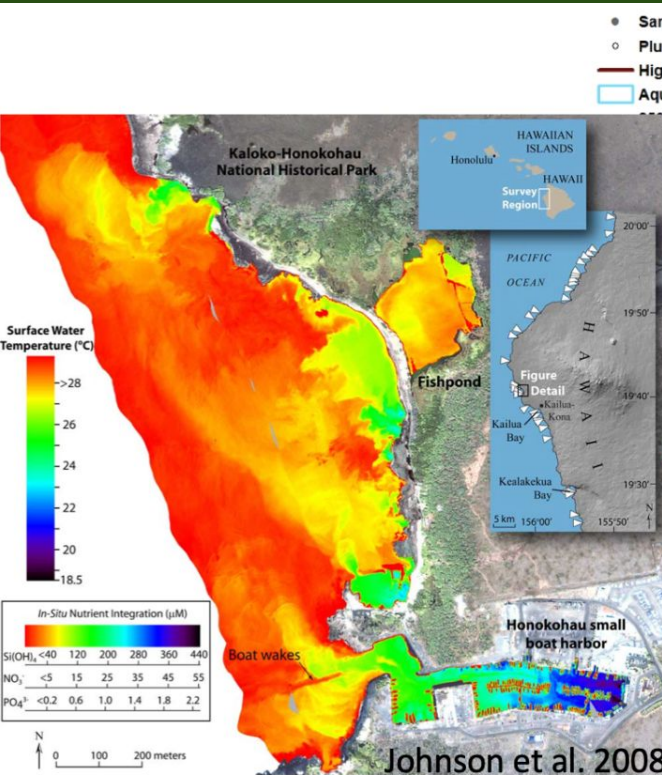 Sar
Plu
Hig
Aqu
Kaloko-Honokohau
National Historical Park
HAWAIIAN
ISLANDS
Honolulu
HAWAII
Survey
Region
20°00'
PACIFIC
OCEAN
19°50'
HAWAII
Figure
Detail
19°40'
Kailua-
Kona
Kailua
Bay
Kealakekua
Bay
19°30'
5 km
156°00'
155°50'
N
Surface Water
Temperature (°C)
>28
26
24
22
20
18.5
Fishpond
In-Situ Nutrient Integration (µM)
Si(OH)₄ <40 120 200 280 360 440
NO₃⁻ <5 15 25 35 45 55
PO₄³⁻ <0.2 0.6 1.0 1.4 1.8 2.2
Boat wakes
Honokohau small
boat harbor
N
0 100 200 meters
Johnson et al. 2008